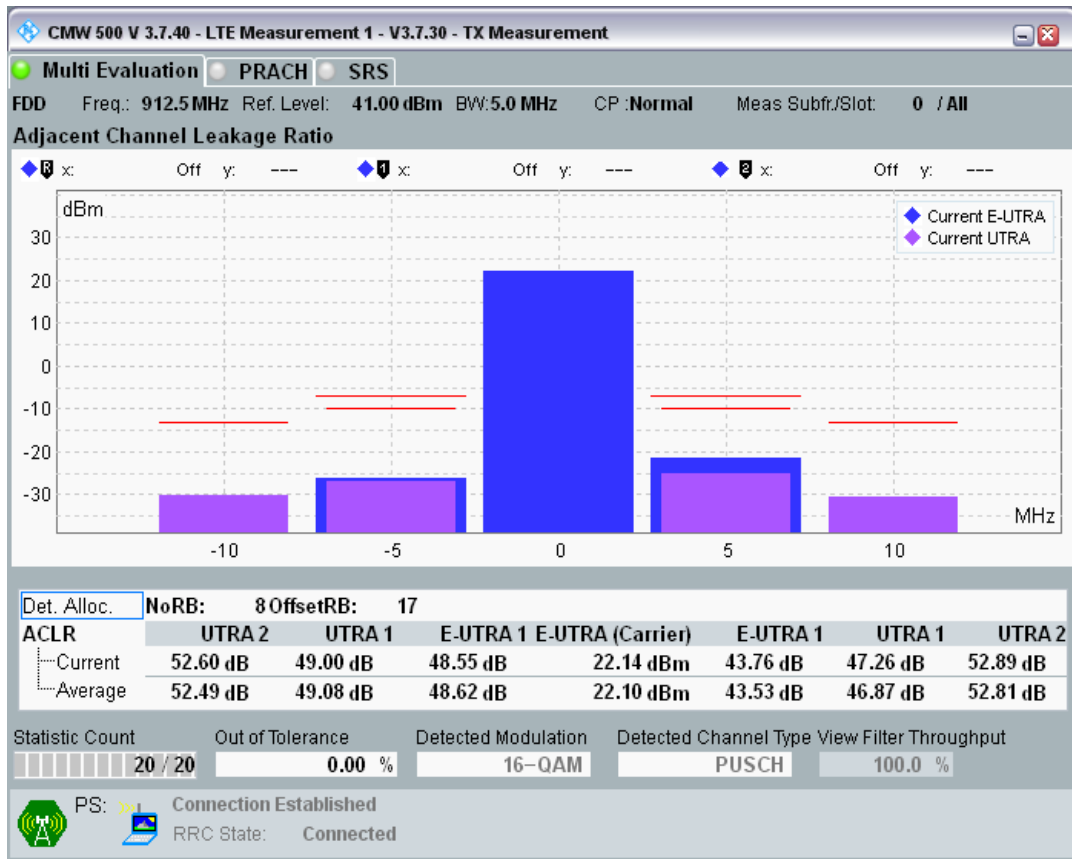 CMW 500 V 3.7.40 - LTE Measurement 1 - V3.7.30 - TX Measurement
Multi Evaluation PRACH SRS
FDD Freq.: 912.5 MHz Ref. Level: 41.00 dBm BW:5.0 MHz CP :Normal Meas Subfr./Slot: 0 / All
Adjacent Channel Leakage Ratio
R x: Off y: --- 1 x: Off y: --- 2 x: Off y: ---
dBm
Current E-UTRA
Current UTRA
30
20
10
0
-10
-20
-30
MHz
-10 -5 0 5 10
Det. Alloc. NoRB: 8 OffsetRB: 17
ACLR UTRA 2 UTRA 1 E-UTRA 1 E-UTRA (Carrier) E-UTRA 1 UTRA 1 UTRA 2
Current 52.60 dB 49.00 dB 48.55 dB 22.14 dBm 43.76 dB 47.26 dB 52.89 dB
Average 52.49 dB 49.08 dB 48.62 dB 22.10 dBm 43.53 dB 46.87 dB 52.81 dB
Statistic Count Out of Tolerance Detected Modulation Detected Channel Type View Filter Throughput
20 / 20 0.00 % 16-QAM PUSCH 100.0 %
PS: Connection Established
RRC State: Connected